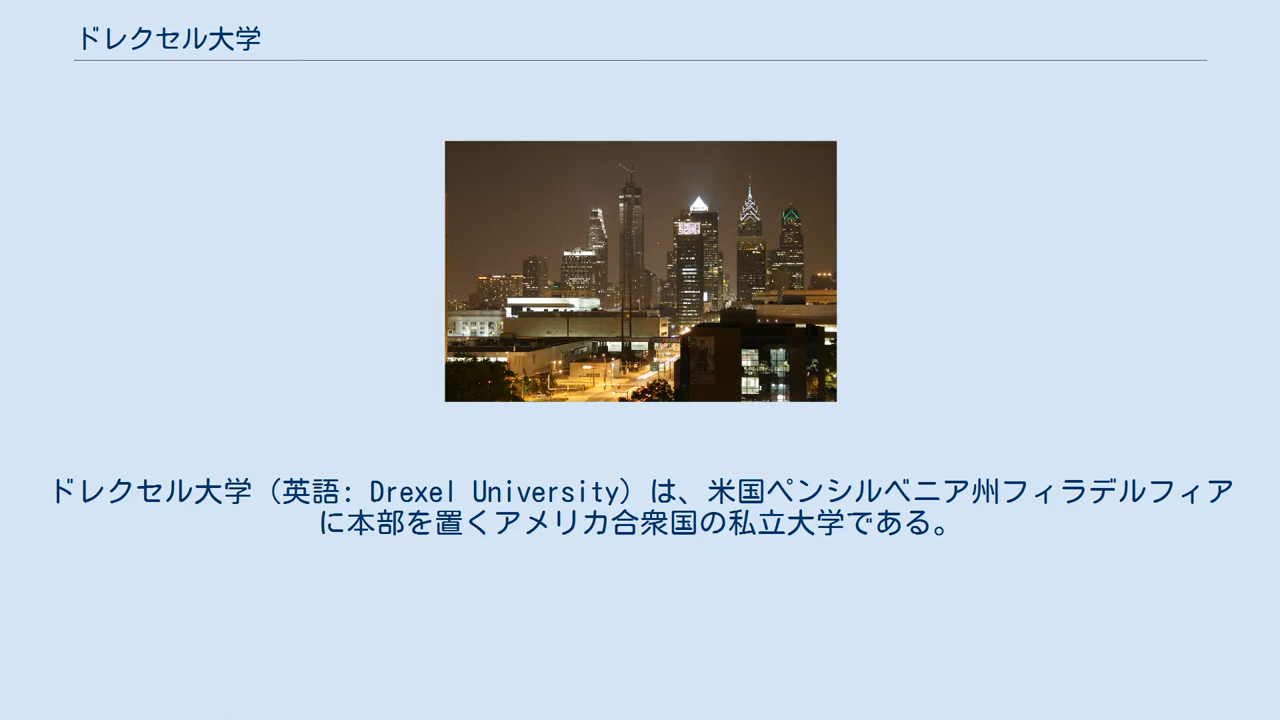 ドレクセル大学
ドレクセル大学（英語: Drexel University）は、米国ペンシルベニア州フィラデルフィア
に本部を置くアメリカ合衆国の私立大学である。